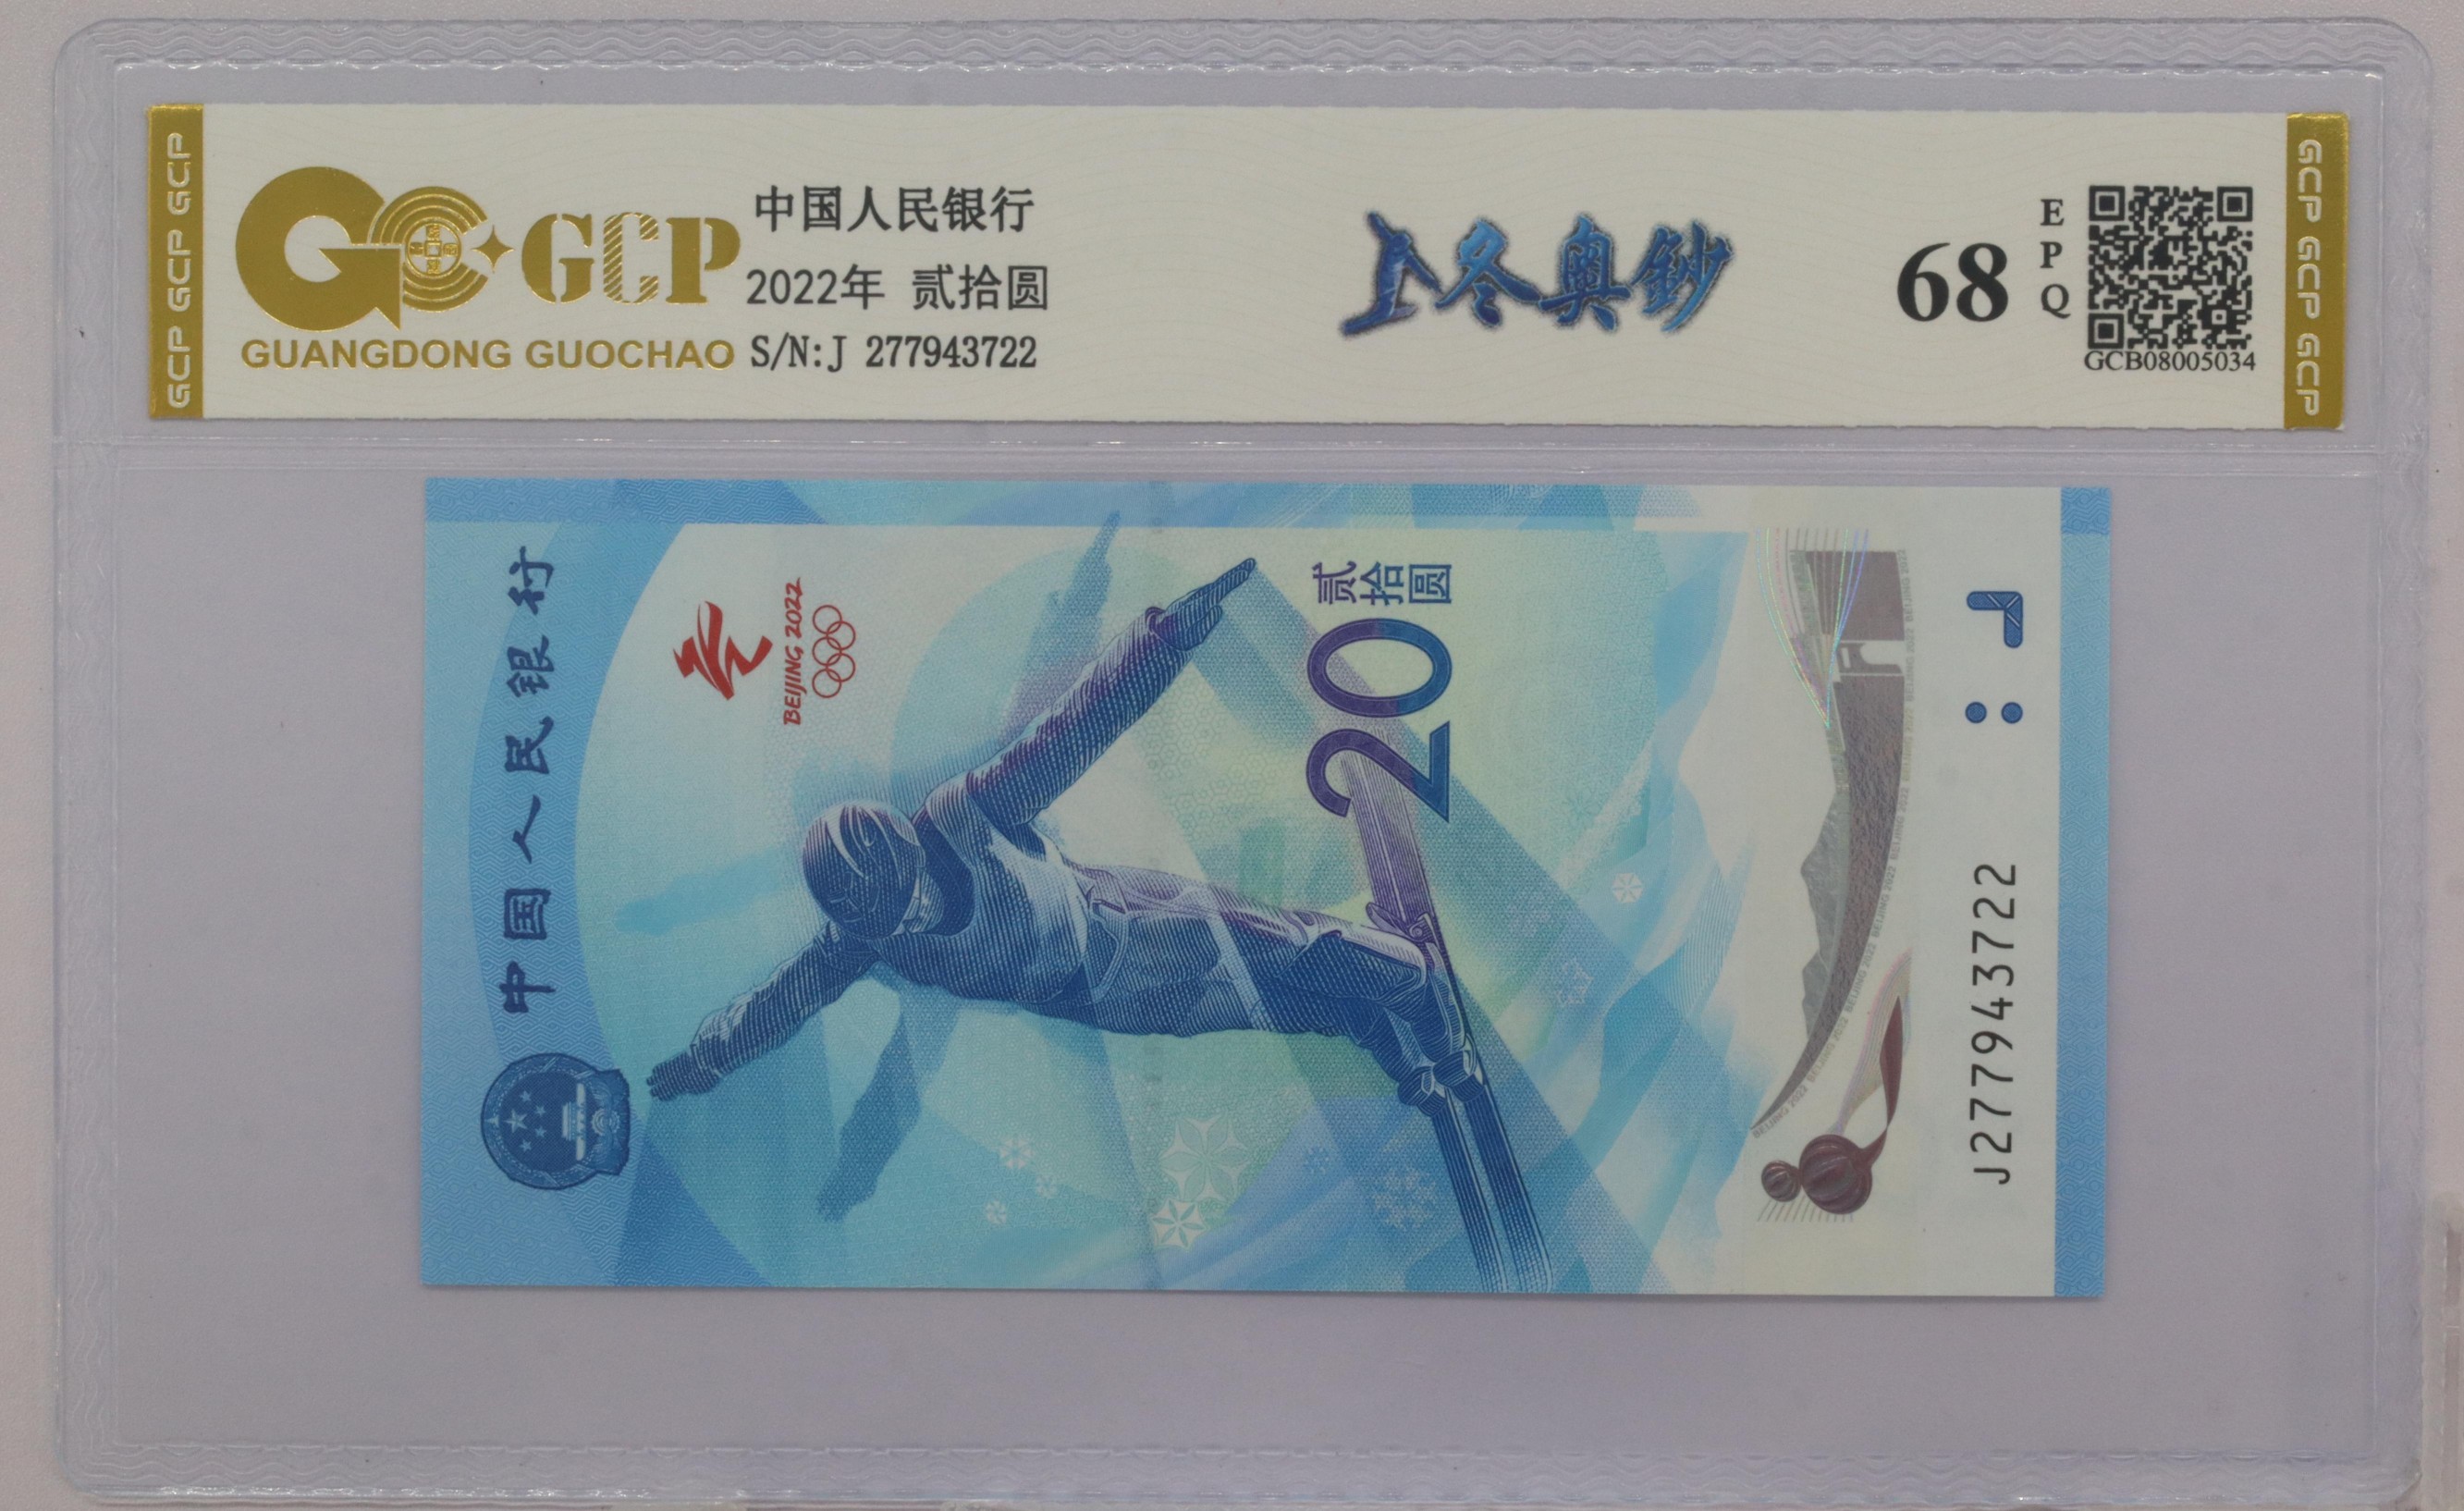 GCP GCP GCP
GCP
GUANGDONG GUOCHAO
中国人民银行
2022年 贰拾圆
S/N:J 277943722
冬奥鈔
68
EPQ
GCB08005034
GCP GCP GCP
中国人民银行
BEIJING 2022
贰拾圆
20
J277943722